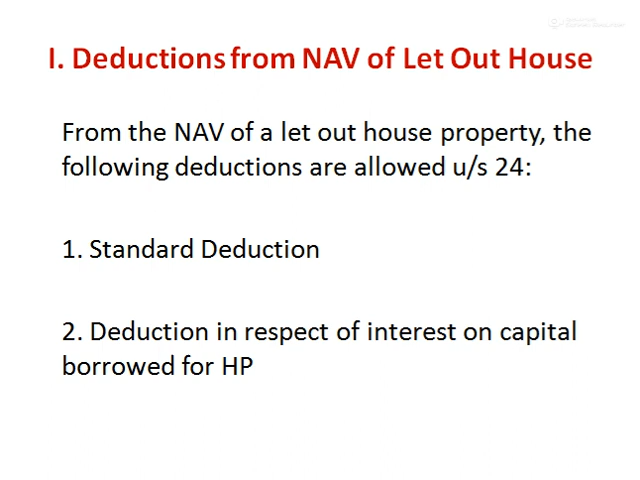 I. Deductions from NAV of Let Out House
From the NAV of a let out house property, the
following deductions are allowed u/s 24:
1. Standard Deduction
2. Deduction in respect of interest on capital
borrowed for HP